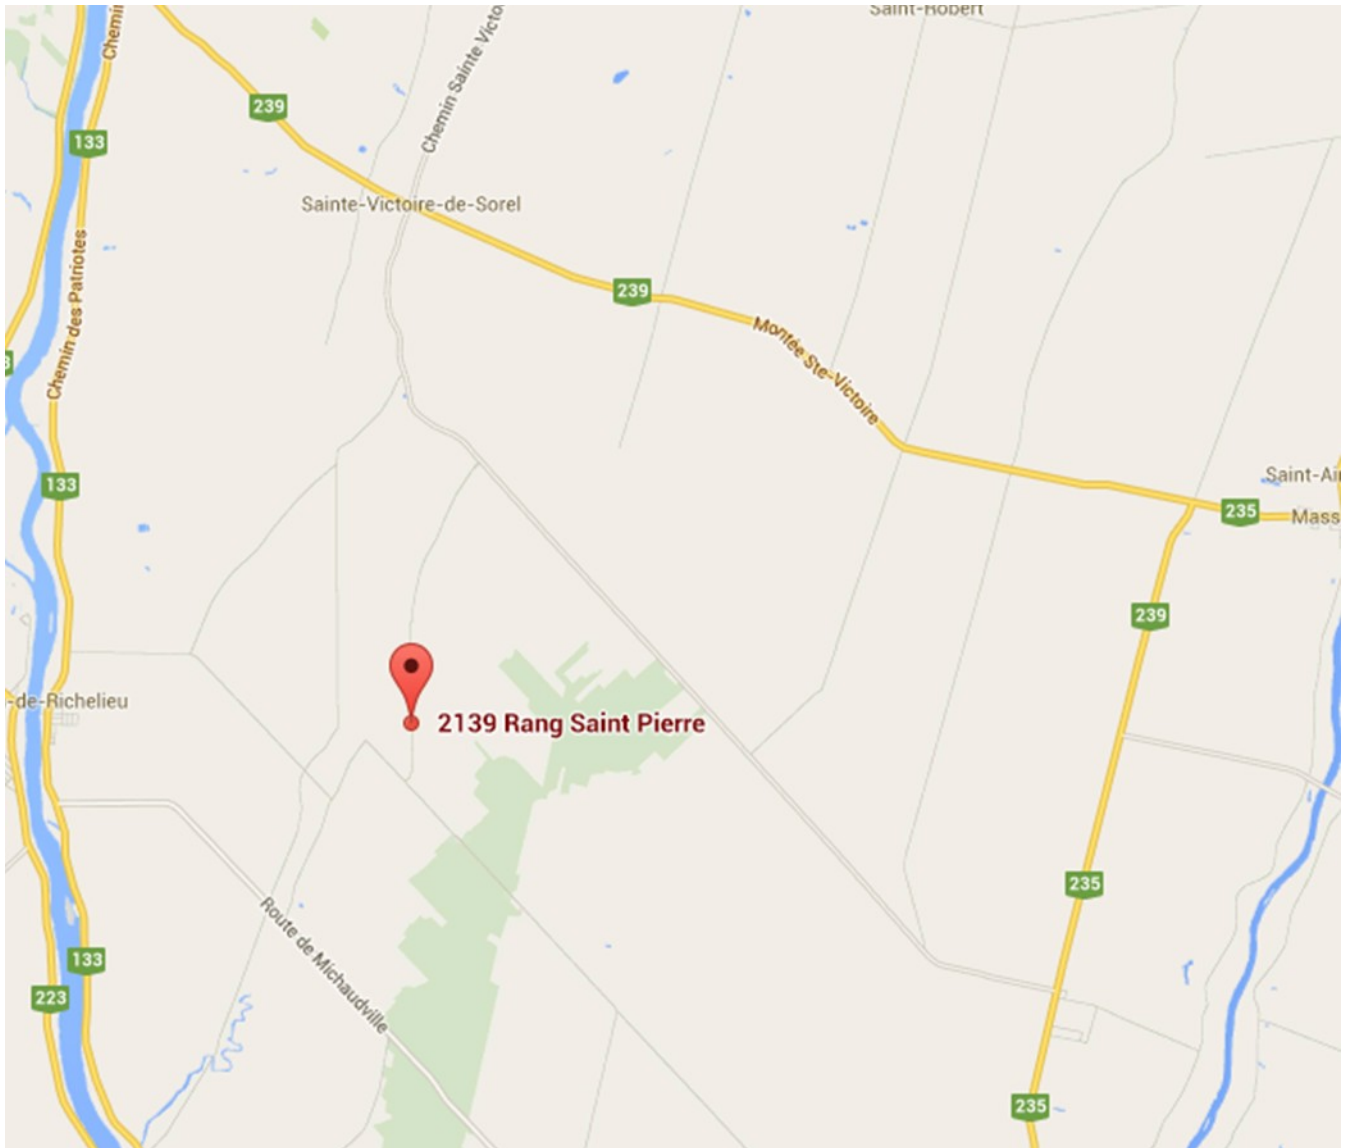 Saint-Robert
Chemin
Chemin Sainte Victo
239
133
Sainte-Victoire-de-Sorel
Chemin des Patriotes
239
Montée Ste-Victoire
133
Saint-Ai
235
Mass
239
-de-Richelieu
2139 Rang Saint Pierre
235
Route de Michaudville
133
223
235